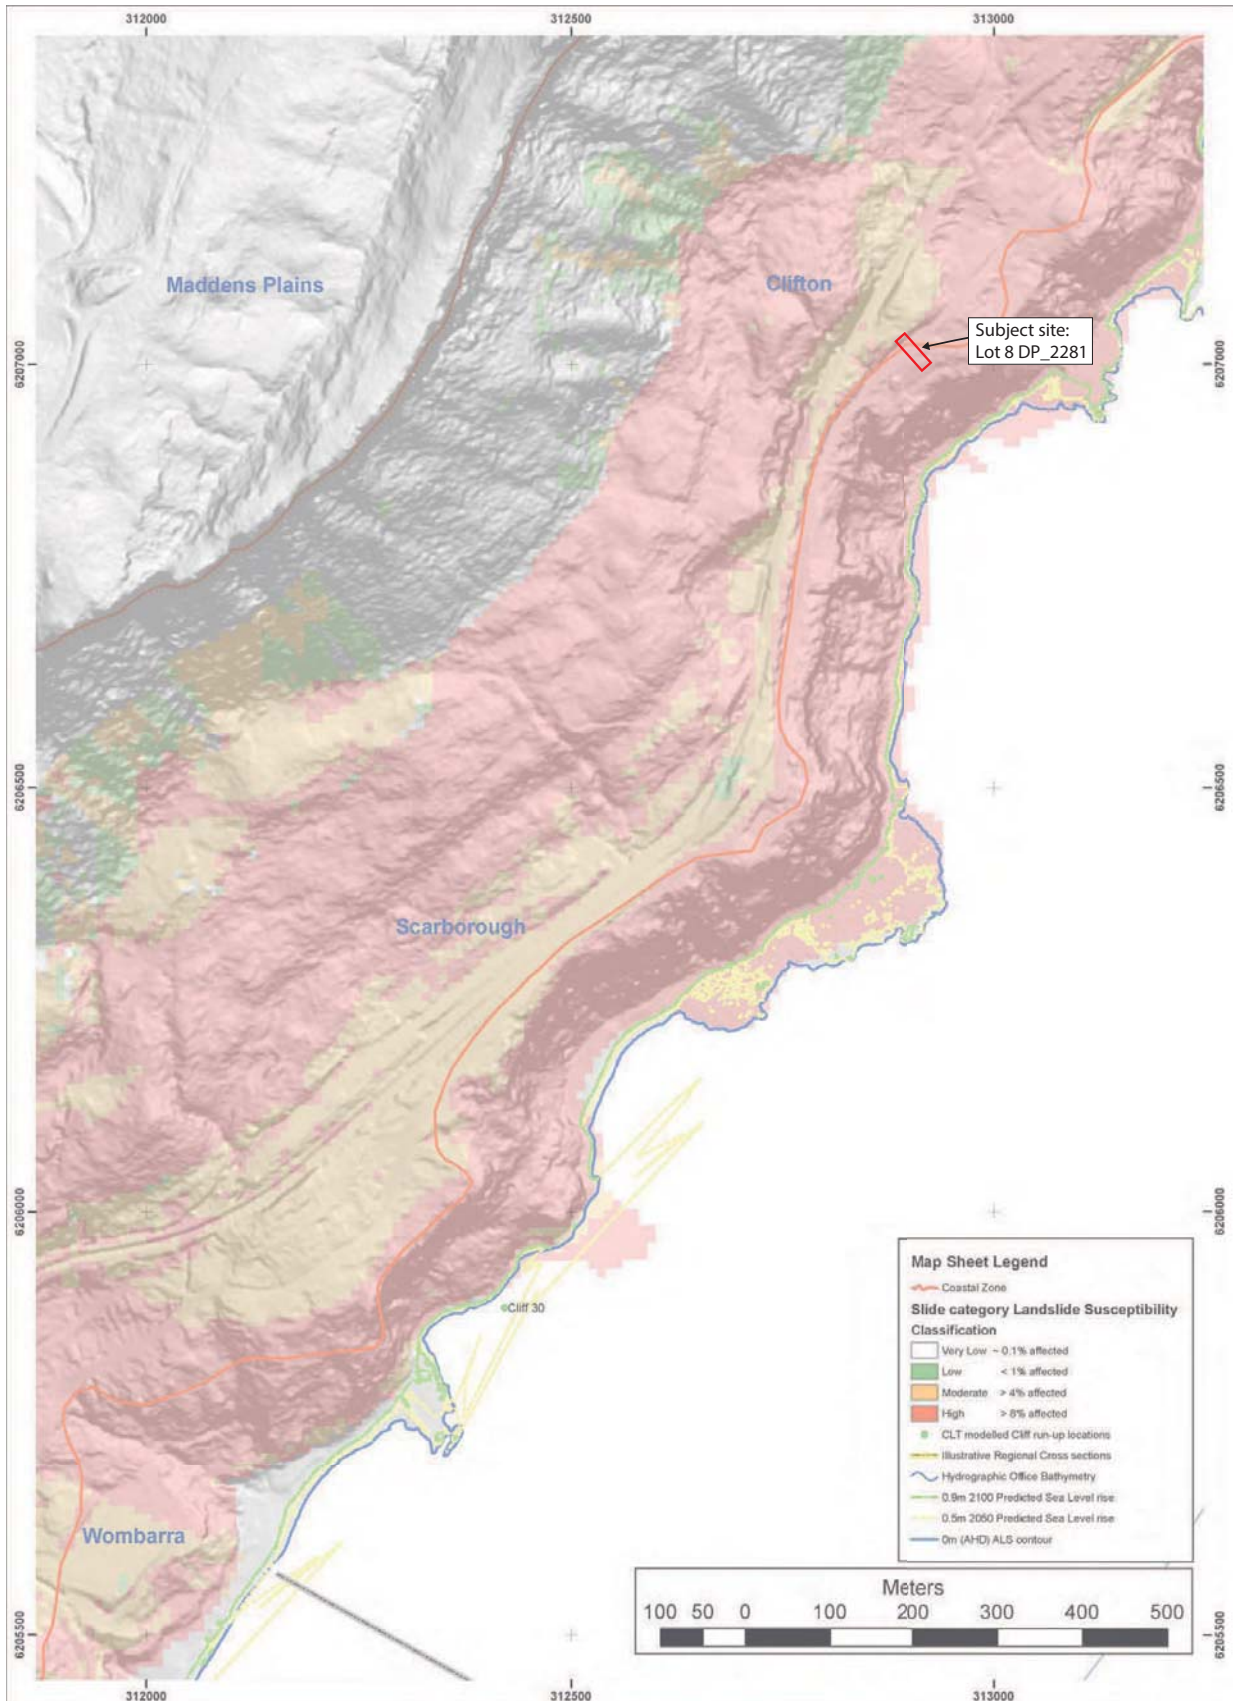 312000
312500
313000
Maddens Plains
Clifton
Subject site:
Lot 8 DP_2281
6207000
6207000
6206500
6206500
Scarborough
6206000
6206000
Cliff 30
Map Sheet Legend
Coastal Zone
Slide category Landslide Susceptibility
Classification
Very Low ~ 0.1% affected
Low < 1% affected
Moderate > 4% affected
High > 8% affected
CLT modelled Cliff run-up locations
Illustrative Regional Cross sections
Hydrographic Office Bathymetry
0.9m 2100 Predicted Sea Level rise
0.5m 2050 Predicted Sea Level rise
0m (AHD) ALS contour
Wombarra
Meters
100 50 0 100 200 300 400 500
6205500
6205500
312000
312500
313000